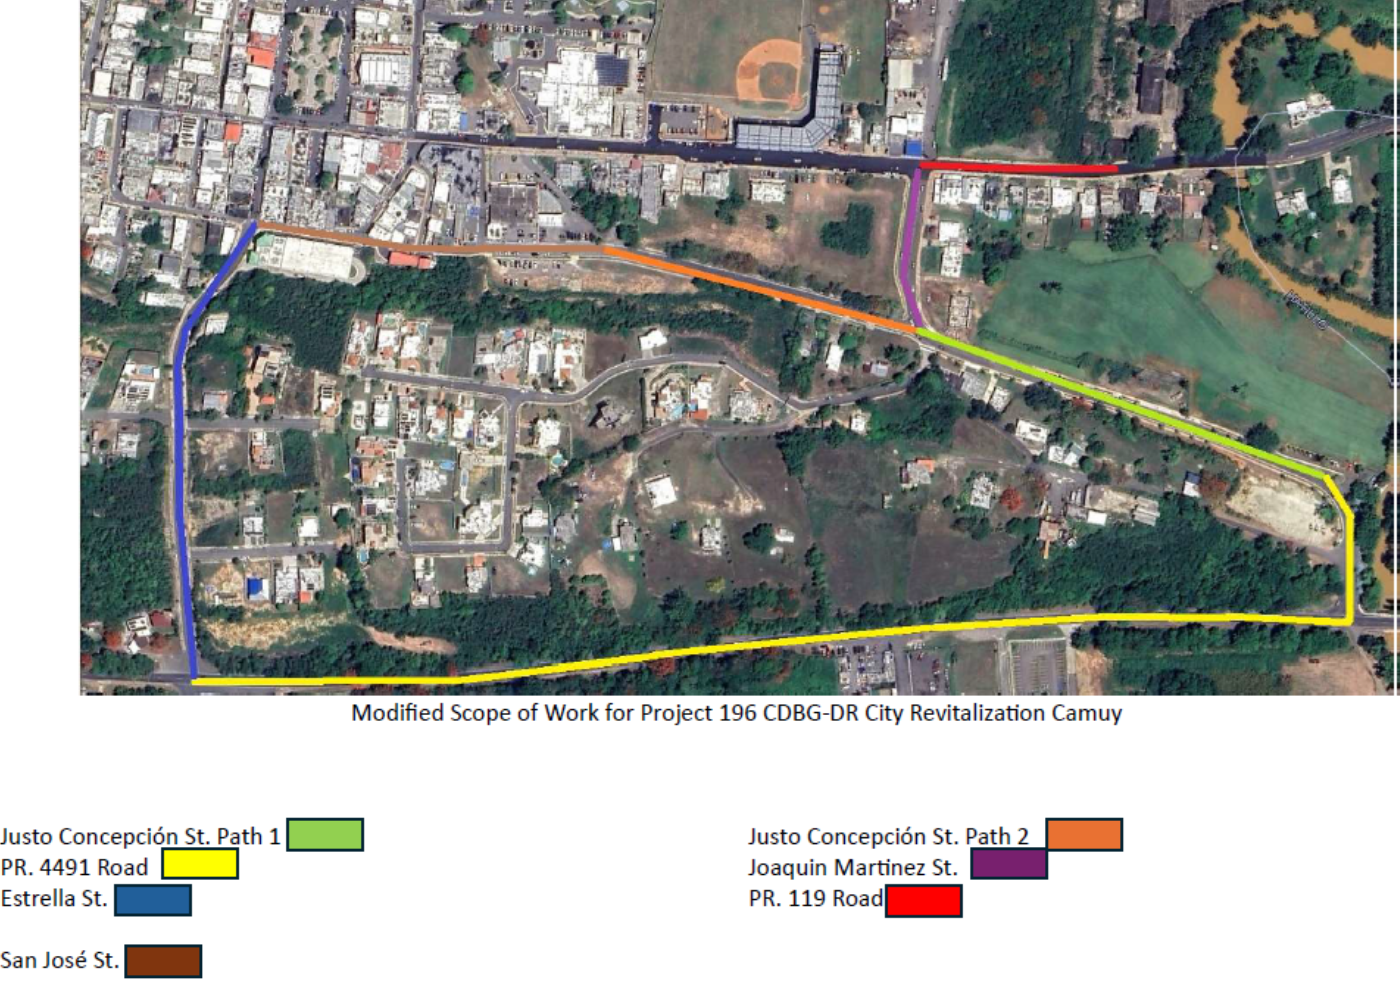 Modified Scope of Work for Project 196 CDBG-DR City Revitalization Camuy
Justo Concepción St. Path 1
Justo Concepción St. Path 2
PR. 4491 Road
Joaquin Martinez St.
Estrella St.
PR. 119 Road
San José St.